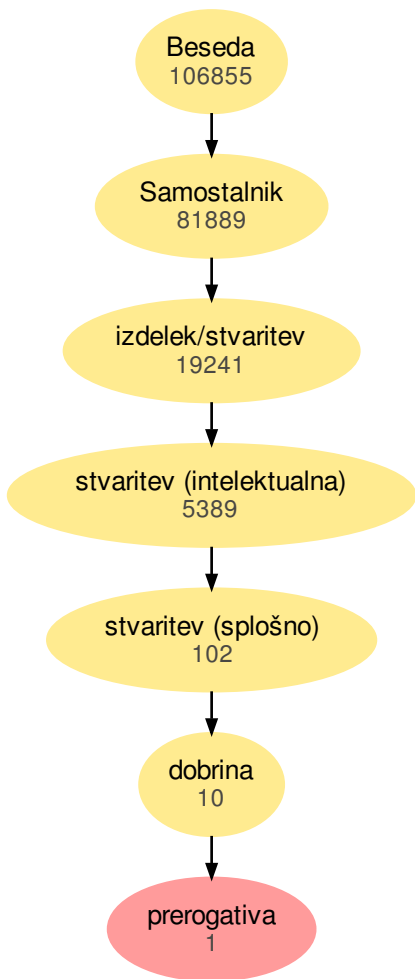 Beseda
106855
Samostalnik
81889
izdelek/stvaritev
19241
stvaritev (intelektualna)
5389
stvaritev (splošno)
102
dobrina
10
prerogativa
1